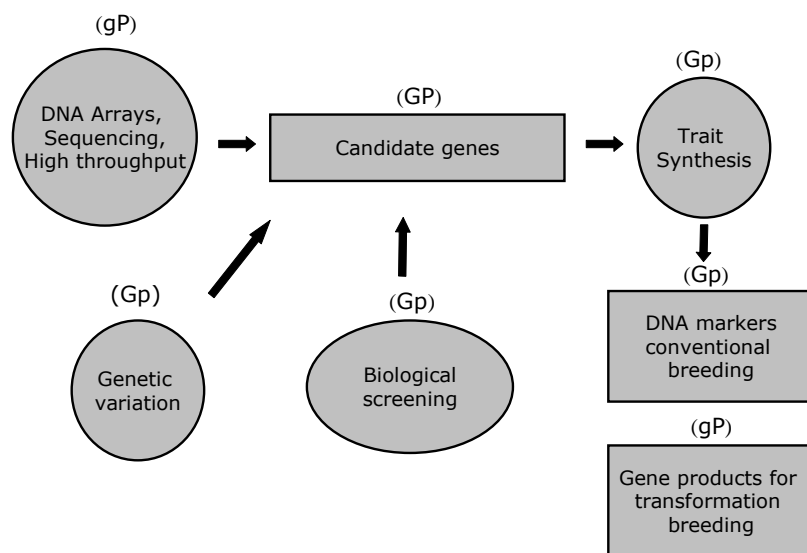 (gP)
DNA Arrays,
Sequencing,
High throughput
(GP)
Candidate genes
(Gp)
Trait
Synthesis
(Gp)
Genetic
variation
(Gp)
Biological
screening
(Gp)
DNA markers
conventional
breeding
(gP)
Gene products for
transformation
breeding